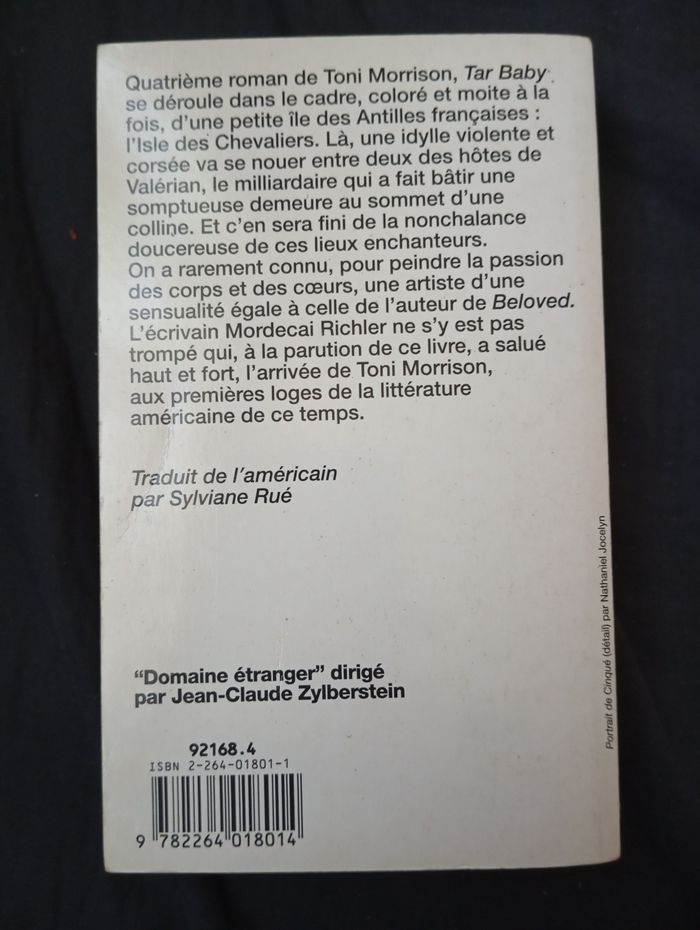 Quatrième roman de Toni Morrison, Tar Baby
se déroule dans le cadre, coloré et moite à la
fois, d'une petite île des Antilles françaises :
l'Isle des Chevaliers. Là, une idylle violente et
corsée va se nouer entre deux des hôtes de
Valérian, le milliardaire qui a fait bâtir une
somptueuse demeure au sommet d'une
colline. Et c'en sera fini de la nonchalance
doucereuse de ces lieux enchanteurs.
On a rarement connu, pour peindre la passion
des corps et des cœurs, une artiste d'une
sensualité égale à celle de l'auteur de Beloved.
L'écrivain Mordecai Richler ne s'y est pas
trompé qui, à la parution de ce livre, a salué
haut et fort, l'arrivée de Toni Morrison,
aux premières loges de la littérature
américaine de ce temps.
Traduit de l'américain
par Sylviane Rué
"Domaine étranger" dirigé
par Jean-Claude Zylberstein
92168.4
ISBN 2-264-01801-1
9 782264 018014
Portrait de Cinqué (détail) par Nathaniel Jocelyn